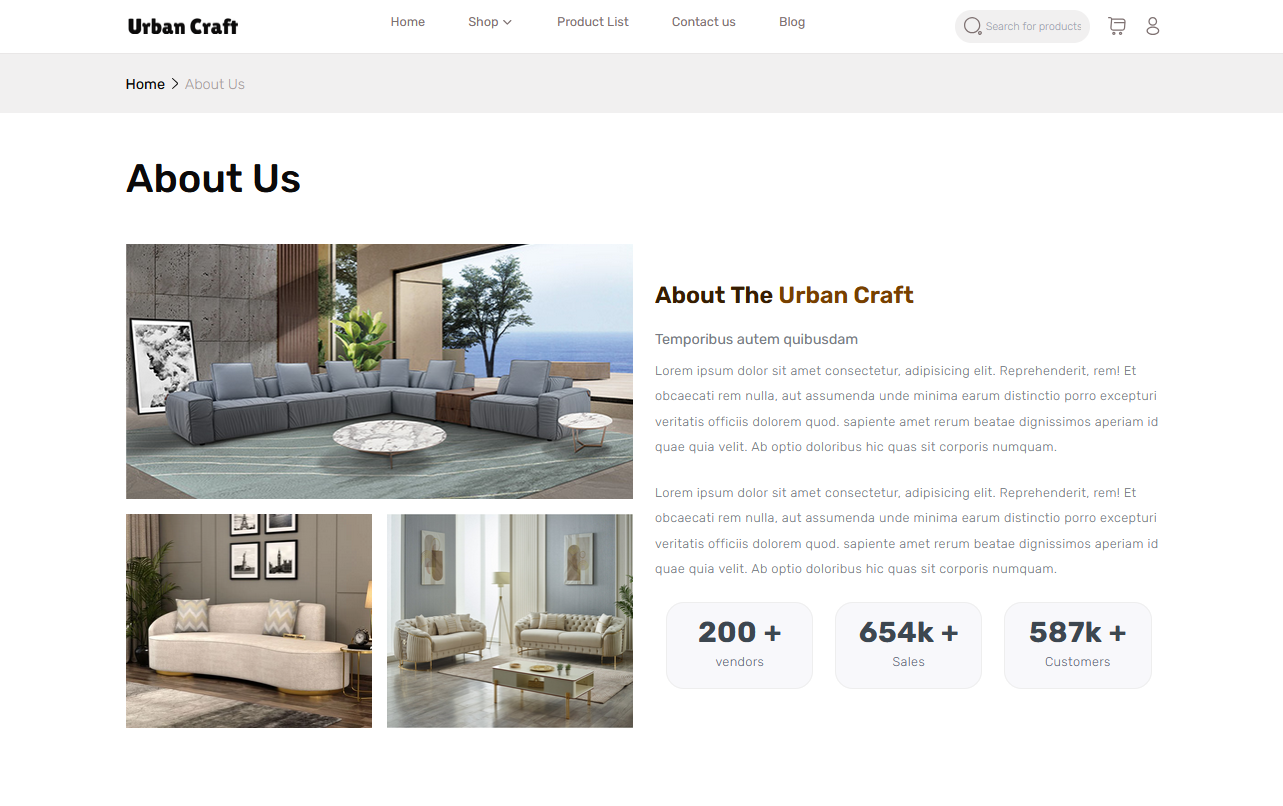 Urban Craft
Home Shop Product List Contact us Blog
Search for products
Home > About Us
About Us
About The Urban Craft
Temporibus autem quibusdam
Lorem ipsum dolor sit amet consectetur, adipisicing elit. Reprehenderit, rem! Et
obcaecati rem nulla, aut assumenda unde minima earum distinctio porro excepturi
veritatis officiis dolorem quod. sapiente amet rerum beatae dignissimos aperiam id
quae quia velit. Ab optio doloribus hic quas sit corporis numquam.
Lorem ipsum dolor sit amet consectetur, adipisicing elit. Reprehenderit, rem! Et
obcaecati rem nulla, aut assumenda unde minima earum distinctio porro excepturi
veritatis officiis dolorem quod. sapiente amet rerum beatae dignissimos aperiam id
quae quia velit. Ab optio doloribus hic quas sit corporis numquam.
200 +
vendors
654k +
Sales
587k +
Customers